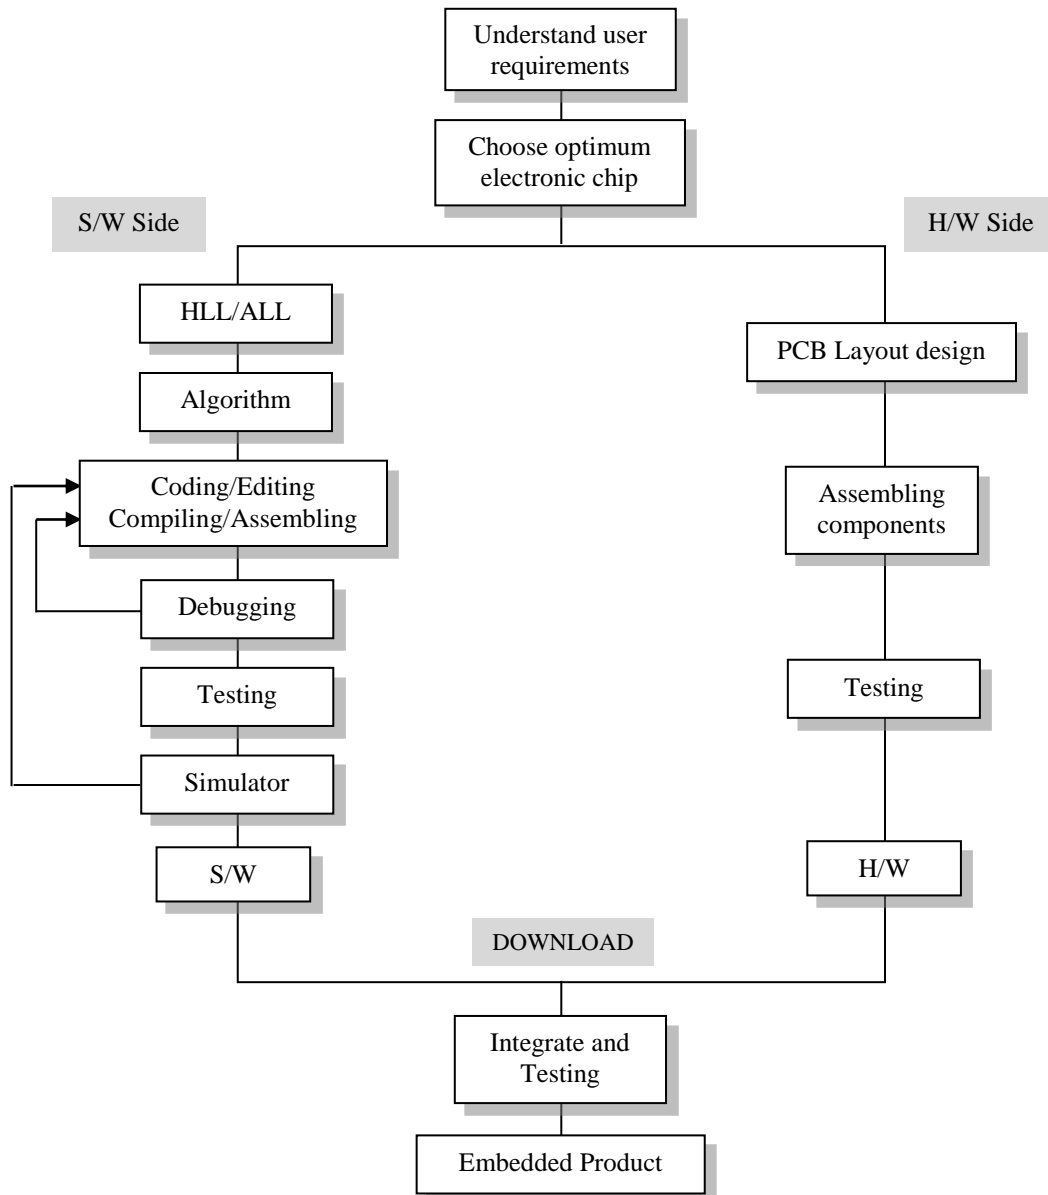 Understand user
requirements
Choose optimum
electronic chip
S/W Side
H/W Side
HLL/ALL
PCB Layout design
Algorithm
Coding/Editing
Compiling/Assembling
Assembling
components
Debugging
Testing
Testing
Simulator
S/W
H/W
DOWNLOAD
Integrate and
Testing
Embedded Product